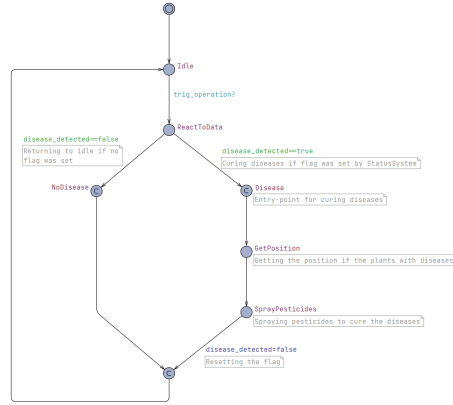 Idle
trig_operation?
ReactToData
disease_detected==false
Returning to idle if no
flag was set
disease_detected==true
Curing diseases if flag was set by StatusSystem
NoDisease
C
C
Disease
Entry-point for curing diseases
GetPosition
Getting the position if the plants with diseases
SprayPesticides
Spraying pesticides to cure the diseases
disease_detected=false
Resetting the flag
C